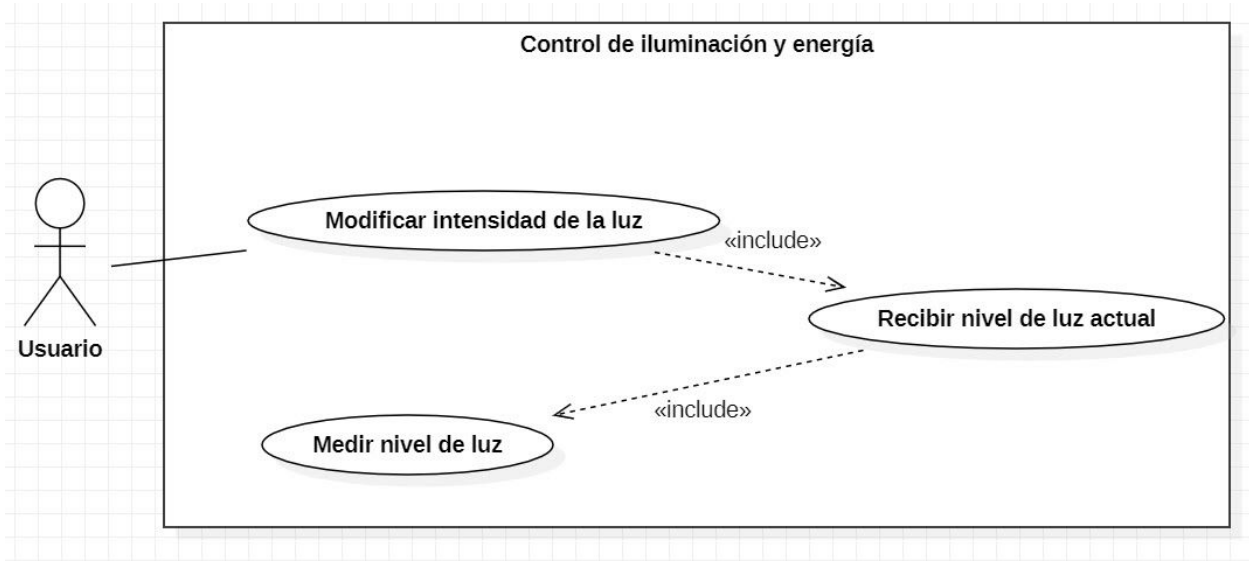 Control de iluminación y energía
Modificar intensidad de la luz
«include»
Recibir nivel de luz actual
Usuario
«include»
Medir nivel de luz